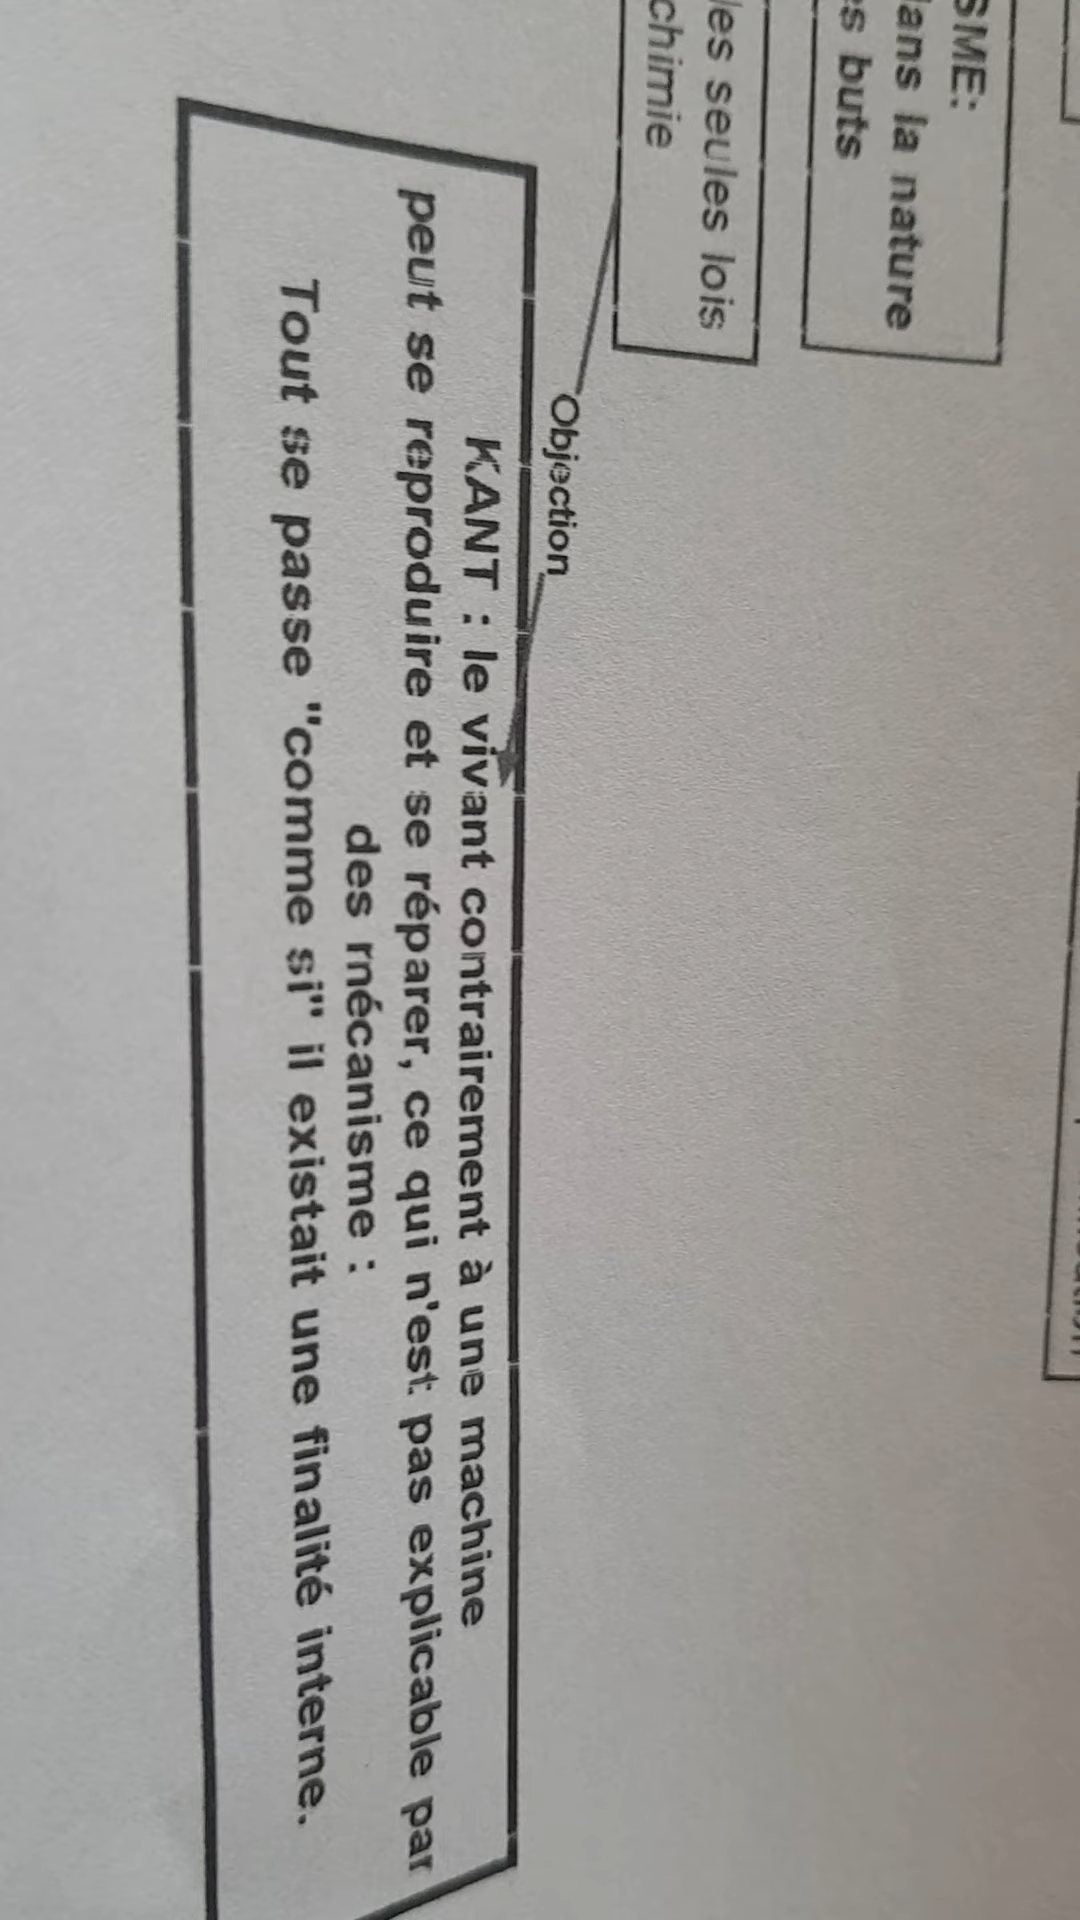 SME:
dans la nature
es buts
les seules lois
chimie
Objection
KANT : le vivant contrairement à une machine
peut se reproduire et se réparer, ce qui n'est pas explicable par
des mécanisme :
Tout se passe "comme si" il existait une finalité interne.